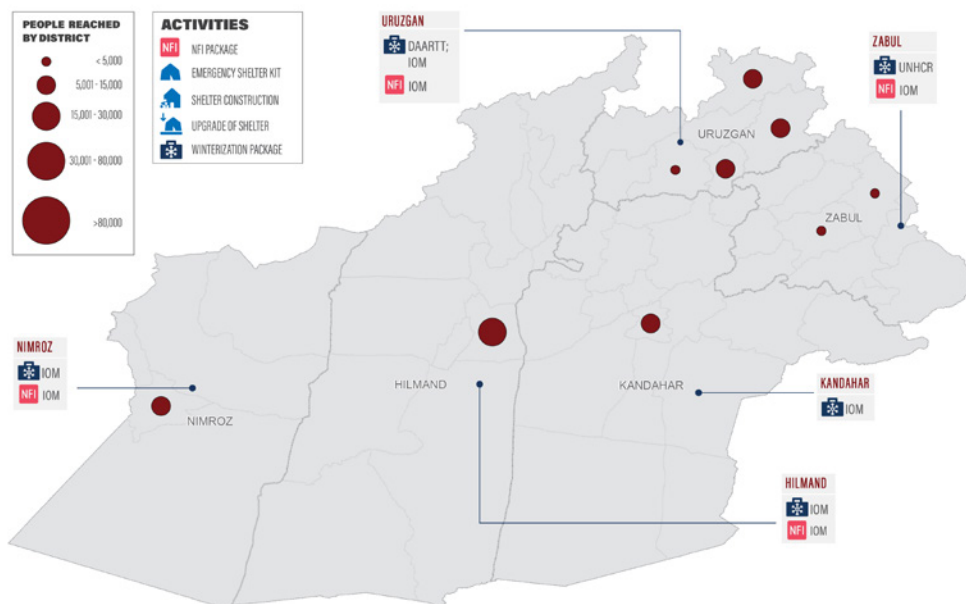 PEOPLE REACHED
BY DISTRICT
< 5,000
5,001 - 15,000
15,001 - 30,000
30,001 - 80,000
>80,000
ACTIVITIES
NFI NFI PACKAGE
EMERGENCY SHELTER KIT
SHELTER CONSTRUCTION
UPGRADE OF SHELTER
WINTERIZATION PACKAGE
URUZGAN
DAARTT;
IOM
NFI IOM
ZABUL
UNHCR
NFI IOM
URUZGAN
ZABUL
NIMROZ
IOM
NFI IOM
NIMROZ
HILMAND
KANDAHAR
KANDAHAR
IOM
HILMAND
IOM
NFI IOM